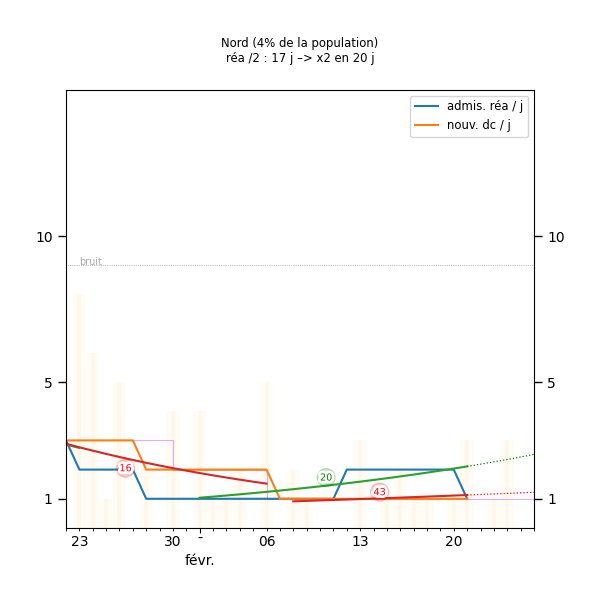 Nord (4% de la population)
réa /2 : 17 j –> x2 en 20 j
admis. réa / j
nouv. dc / j
10
10
bruit
5
5
16
20
43
1
1
23
30
-
06
13
20
févr.